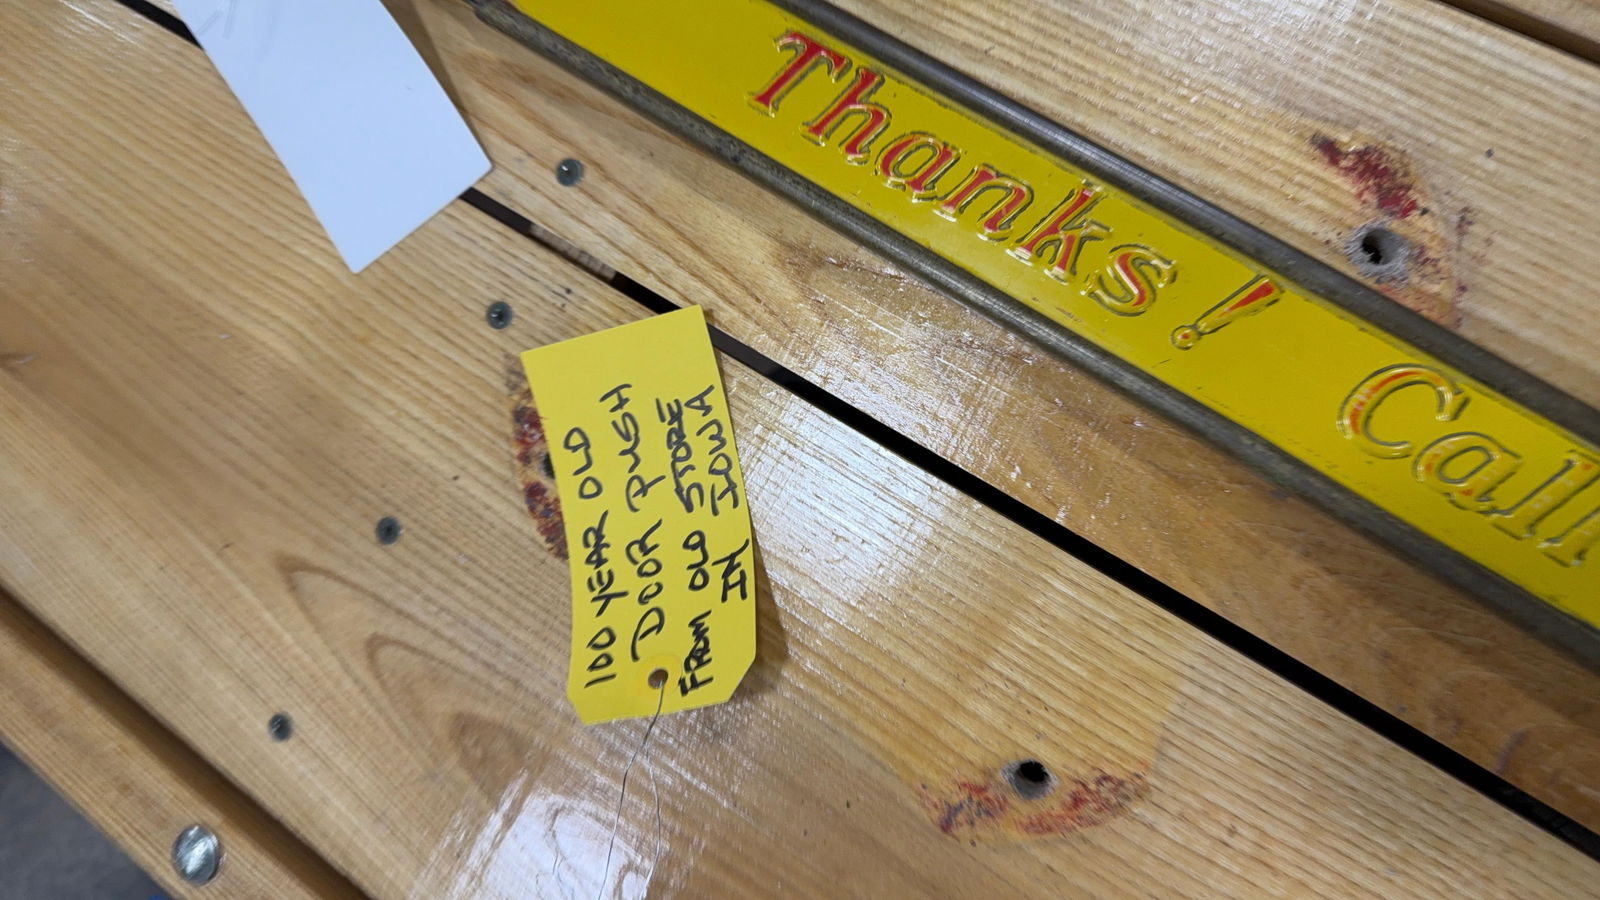 Thanks! Call
100 YEAR OLD
DOOR PUSH
FROM OLD STORE
IN IOWA